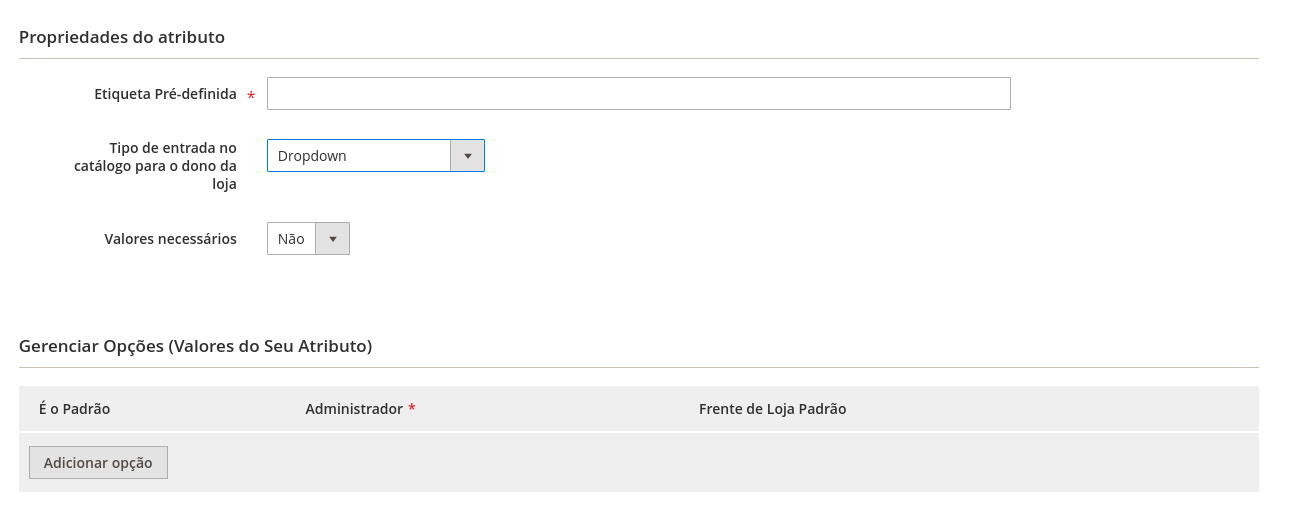 Propriedades do atributo
Etiqueta Pré-definida *
Tipo de entrada no
catálogo para o dono da
loja
Dropdown
Valores necessários
Não
Gerenciar Opções (Valores do Seu Atributo)
É o Padrão Administrador * Frente de Loja Padrão
Adicionar opção